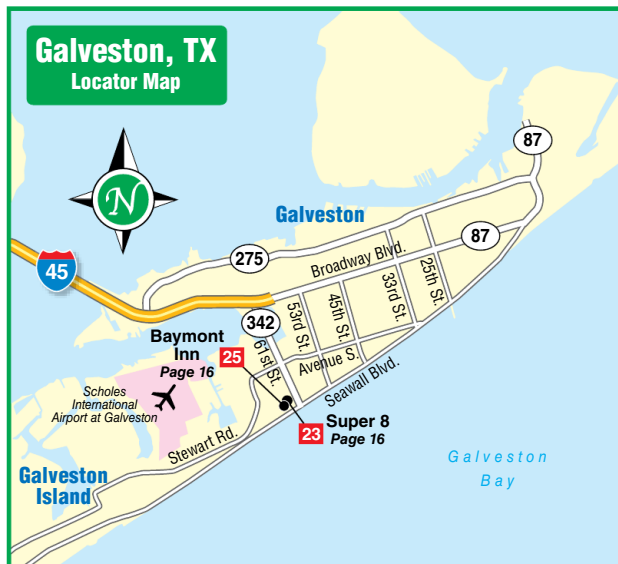 Galveston, TX
Locator Map
N
87
Galveston
275
Broadway Blvd.
87
45
25th St.
33rd St.
45th St.
53rd St.
342
61st St.
Avenue S.
Baymont
Inn
Page 16
25
Seawall Blvd.
Scholes
International
Airport at Galveston
Super 8
Page 16
23
Stewart Rd.
Galveston
Island
Galveston
Bay